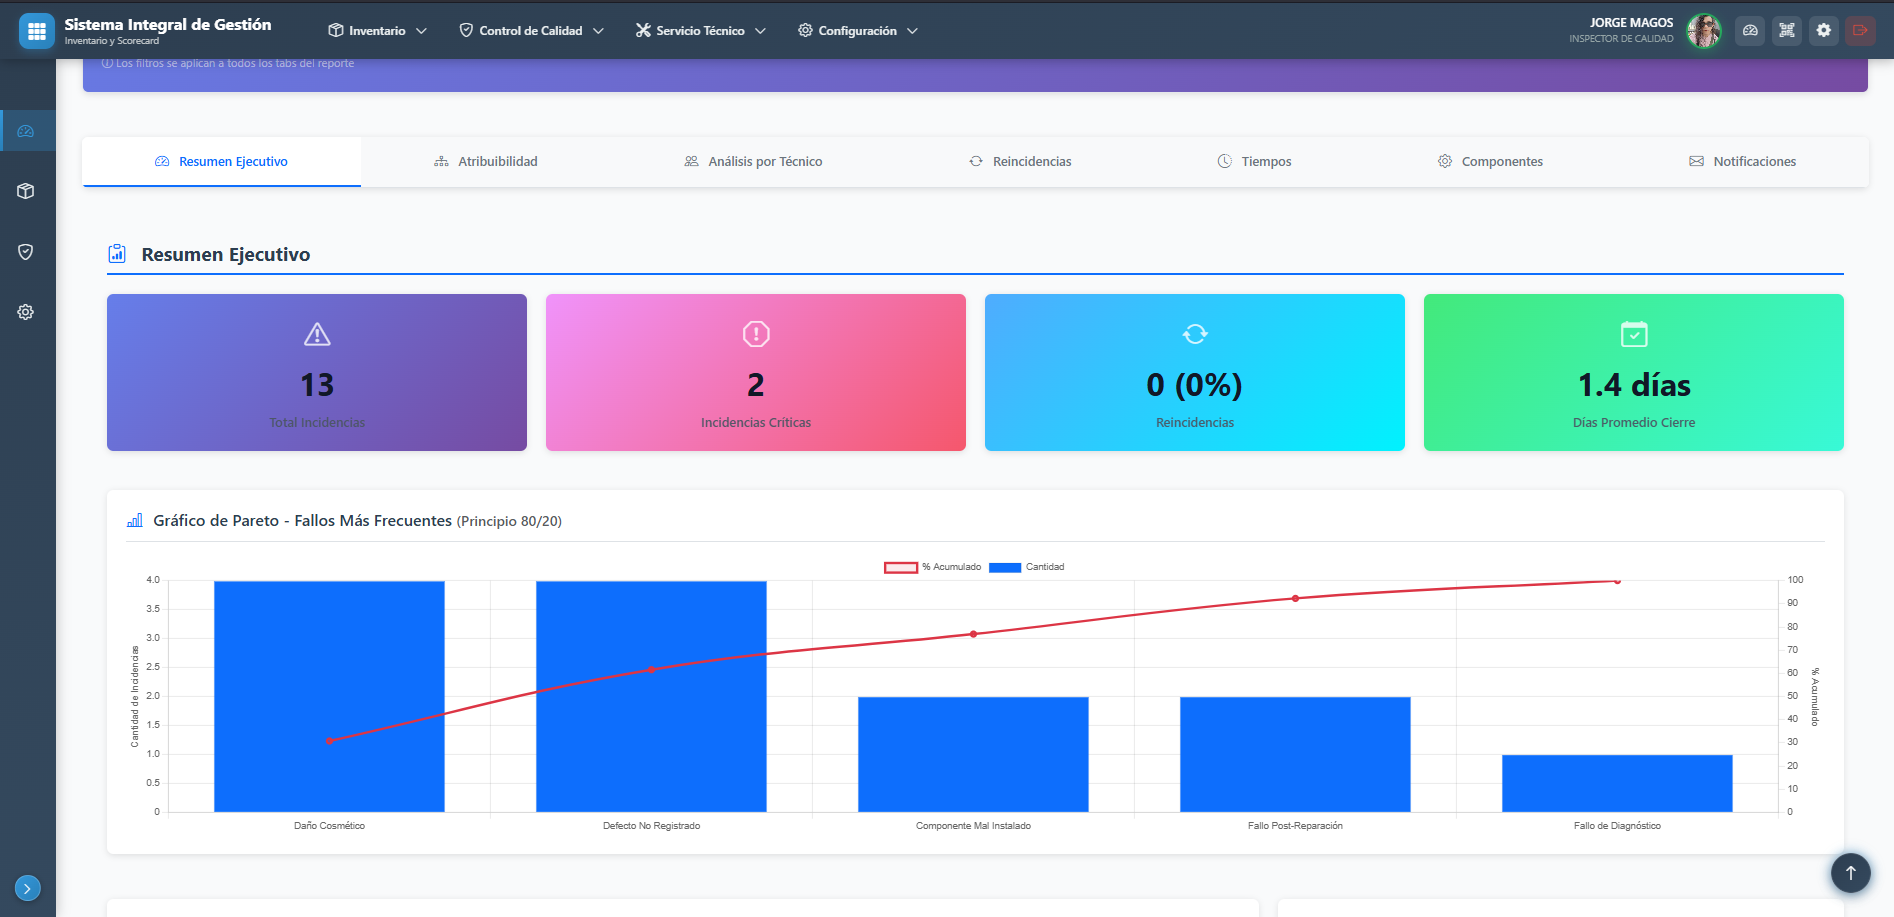 Sistema Integral de Gestión
Inventario y Scorecard
Inventario
Control de Calidad
Servicio Técnico
Configuración
JORGE MAGOS
INSPECTOR DE CALIDAD
Los filtros se aplican a todos los tabs del reporte
Resumen Ejecutivo
Atribuibilidad
Análisis por Técnico
Reincidencias
Tiempos
Componentes
Notificaciones
Resumen Ejecutivo
13
Total Incidencias
2
Incidencias Críticas
0 (0%)
Reincidencias
1.4 días
Días Promedio Cierre
Gráfico de Pareto - Fallos Más Frecuentes (Principio 80/20)
% Acumulado
Cantidad
Cantidad de Incidencias
4.0
3.5
3.0
2.5
2.0
1.5
1.0
0.5
0
100
90
80
70
60
50
40
30
20
10
0
% Acumulado
Daño Cosmético
Defecto No Registrado
Componente Mal Instalado
Fallo Post-Reparación
Fallo de Diagnóstico